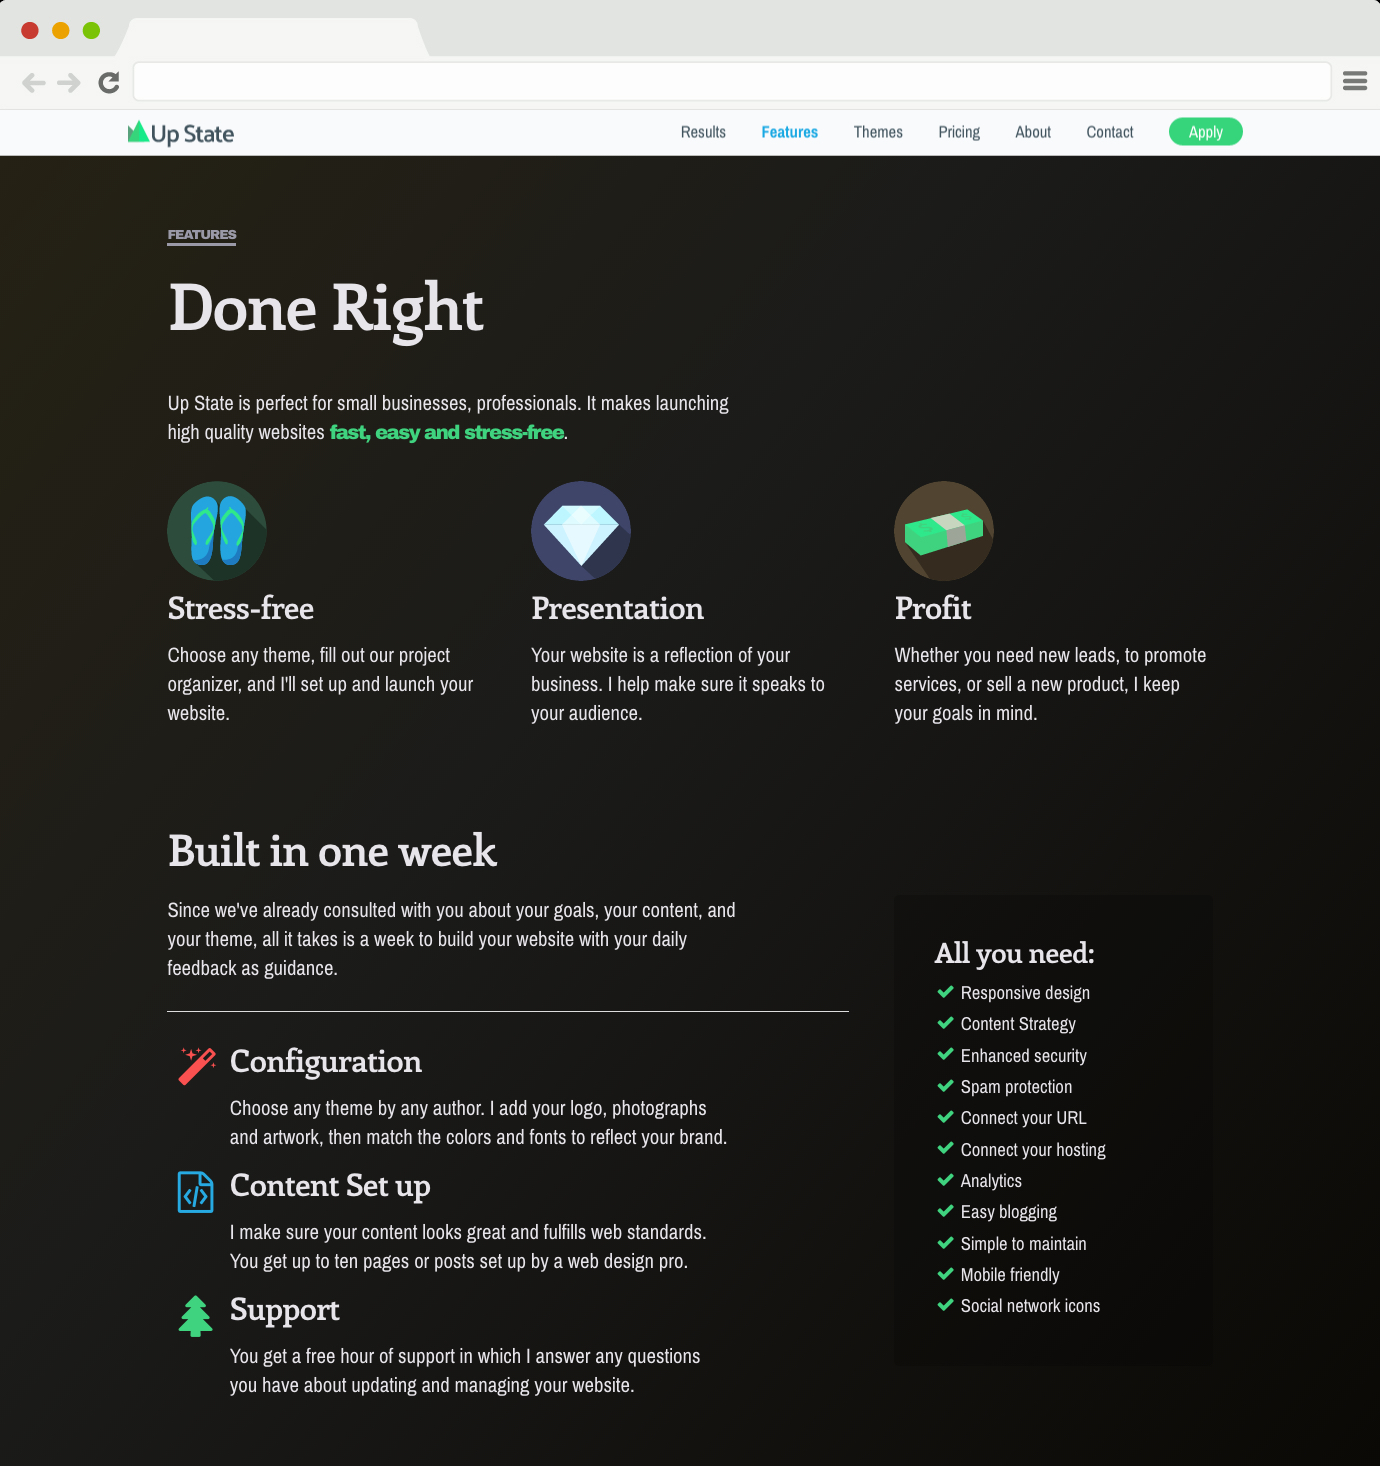 Up State
Results Features Themes Pricing About Contact Apply
FEATURES
Done Right
Up State is perfect for small businesses, professionals. It makes launching
high quality websites fast, easy and stress-free.
Stress-free
Choose any theme, fill out our project
organizer, and I'll set up and launch your
website.
Presentation
Your website is a reflection of your
business. I help make sure it speaks to
your audience.
Profit
Whether you need new leads, to promote
services, or sell a new product, I keep
your goals in mind.
Built in one week
Since we've already consulted with you about your goals, your content, and
your theme, all it takes is a week to build your website with your daily
feedback as guidance.
Configuration
Choose any theme by any author. I add your logo, photographs
and artwork, then match the colors and fonts to reflect your brand.
Content Set up
I make sure your content looks great and fulfills web standards.
You get up to ten pages or posts set up by a web design pro.
Support
You get a free hour of support in which I answer any questions
you have about updating and managing your website.
All you need:
Responsive design
Content Strategy
Enhanced security
Spam protection
Connect your URL
Connect your hosting
Analytics
Easy blogging
Simple to maintain
Mobile friendly
Social network icons